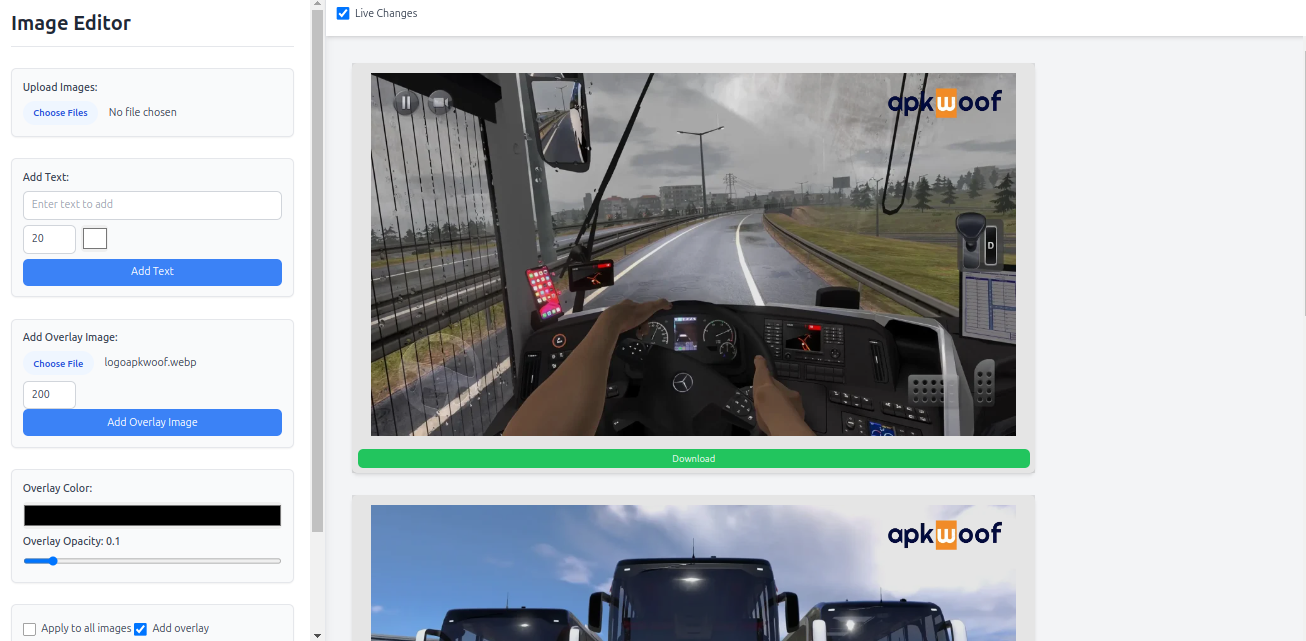 Image Editor
Upload Images:
Choose Files No file chosen
Add Text:
Enter text to add
20
Add Text
Add Overlay Image:
Choose File logoapkwoof.webp
200
Add Overlay Image
Overlay Color:
Overlay Opacity: 0.1
Apply to all images Add overlay
Live Changes
apkwoof
D
Download
apkwoof